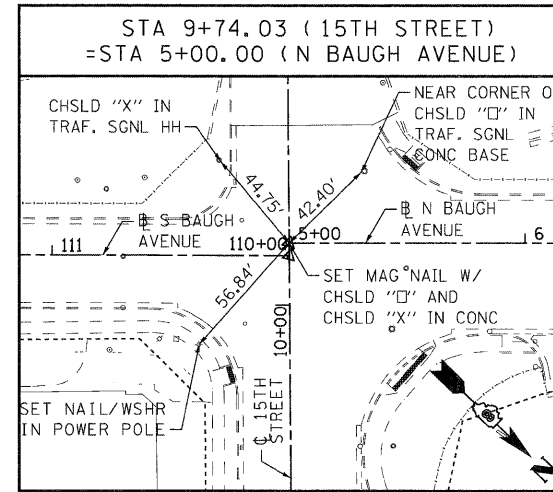 STA 9+74.03 (15TH STREET)
=STA 5+00.00 (N BAUGH AVENUE)
CHSLD "X" IN
TRAF. SGNL HH
NEAR CORNER O
CHSLD "□" IN
TRAF. SGNL
CONC BASE
44.75'
42.40'
B S BAUGH
AVENUE
B N BAUGH
AVENUE
111
110+00
5+00
6
56.84'
SET MAG NAIL W/
CHSLD "□" AND
CHSLD "X" IN CONC
10+00
SET NAIL/WSHR
IN POWER POLE
℄ 15TH
STREET
N